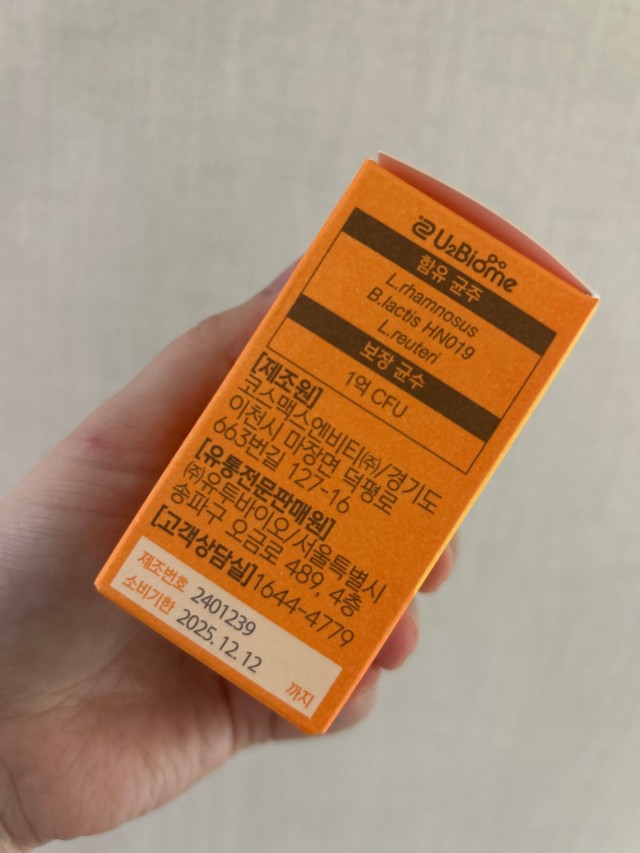 U₂Biome
함유 균주
L.rhamnosus
B.lactis HN019
L.reuteri
보장 균수
1억 CFU
[제조원]
코스맥스엔비티㈜/경기도
이천시 마장면 덕평로
663번길 127-16
[유통전문판매원]
㈜유투바이오/서울특별시
송파구 오금로 489, 4층
[고객상담실]1644-4779
제조번호 2401239
소비기한 2025.12.12
까지